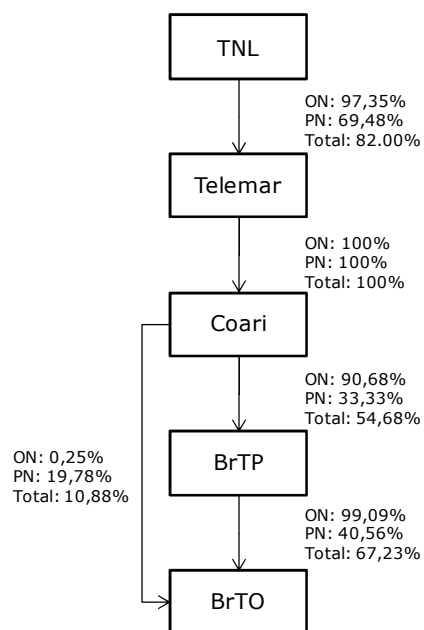 TNL
ON: 97,35%
PN: 69,48%
Total: 82.00%
Telemar
ON: 100%
PN: 100%
Total: 100%
Coari
ON: 90,68%
PN: 33,33%
Total: 54,68%
BrTP
ON: 0,25%
PN: 19,78%
Total: 10,88%
ON: 99,09%
PN: 40,56%
Total: 67,23%
BrTO